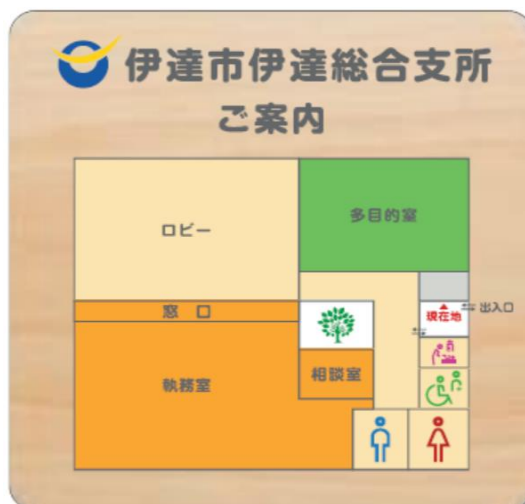 伊達市伊達総合支所
ご案内
ロビー
多目的室
窓口
現在地
出入口
執務室
相談室